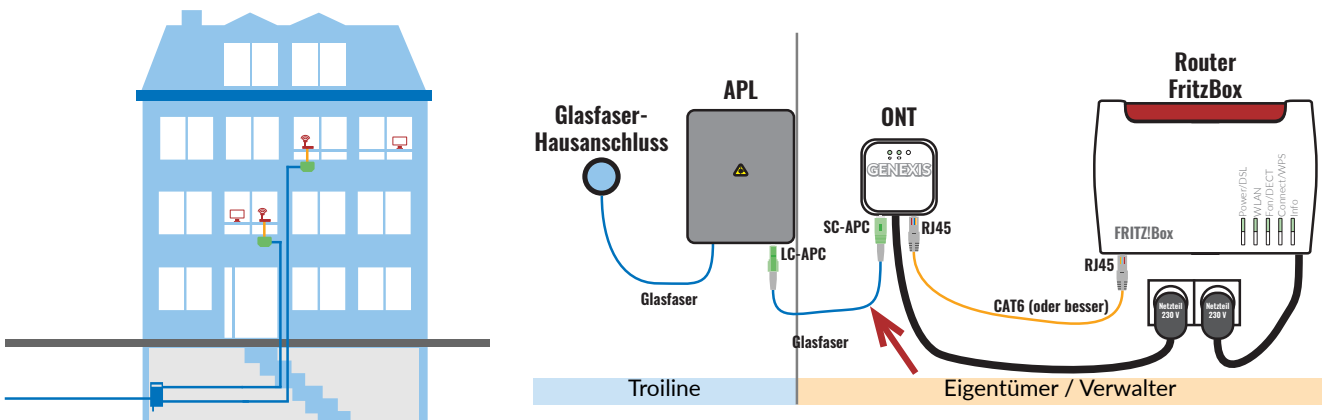 Glasfaser-
Hausanschluss
APL
ONT
Router
FritzBox
GENEXIS
SC-APC
RJ45
LC-APC
Glasfaser
Glasfaser
CAT6 (oder besser)
RJ45
FRITZ!Box
Power/DSL
WLAN
Fon/DECT
Connect/WPS
Info
Netzteil
230 V
Netzteil
230 V
Troiline
Eigentümer / Verwalter